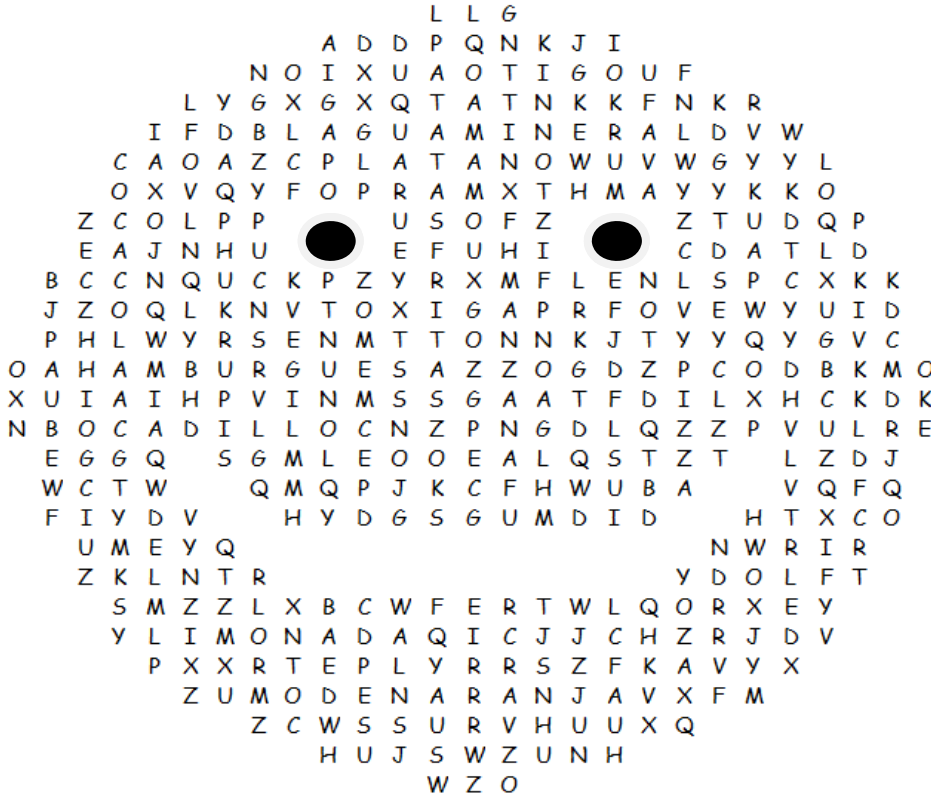 L L G
A D D P Q N K J I
N O I X U A O T I G O U F
L Y G X G X Q T A T N K K F N K R
I F D B L A G U A M I N E R A L D V W
C A O A Z C P L A T A N O W U V W G Y Y L
O X V Q Y F O P R A M X T H M A Y Y K K O
Z C O L P P U S O F Z Z T U D Q P
E A J N H U E F U H I C D A T L D
B C C N Q U C K P Z Y R X M F L E N L S P C X K K
J Z O Q L K N V T O X I G A P R F O V E W Y U I D
P H L W Y R S E N M T T O N N K J T Y Y Q Y G V C
O A H A M B U R G U E S A Z Z O G D Z P C O D B K M O
X U I A I H P V I N M S S G A A T F D I L X H C K D K
N B O C A D I L L O C N Z P N G D L Q Z Z P V U L R E
E G G Q S G M L E O O E A L Q S T Z T L Z D J
W C T W Q M Q P J K C F H W U B A V Q F Q
F I Y D V H Y D G S G U M D I D H T X C O
U M E Y Q N W R I R
Z K L N T R Y D O L F T
S M Z Z L X B C W F E R T W L Q O R X E Y
Y L I M O N A D A Q I C J J C H Z R J D V
P X X R T E P L Y R R S Z F K A V Y X
Z U M O D E N A R A N J A V X F M
Z C W S S U R V H U U X Q
H U J S W Z U N H
W Z O